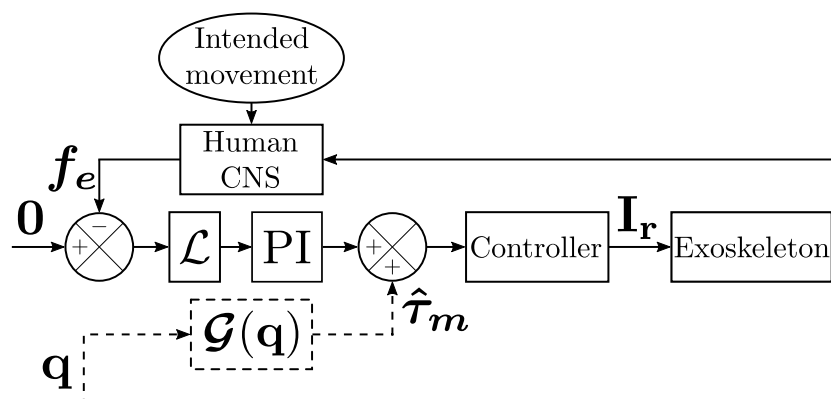 Intended
movement
Human
CNS
f_e
0
+ −
ℒ
PI
+
+
Controller
I_r
Exoskeleton
𝓖(q)
τ̂_m
q